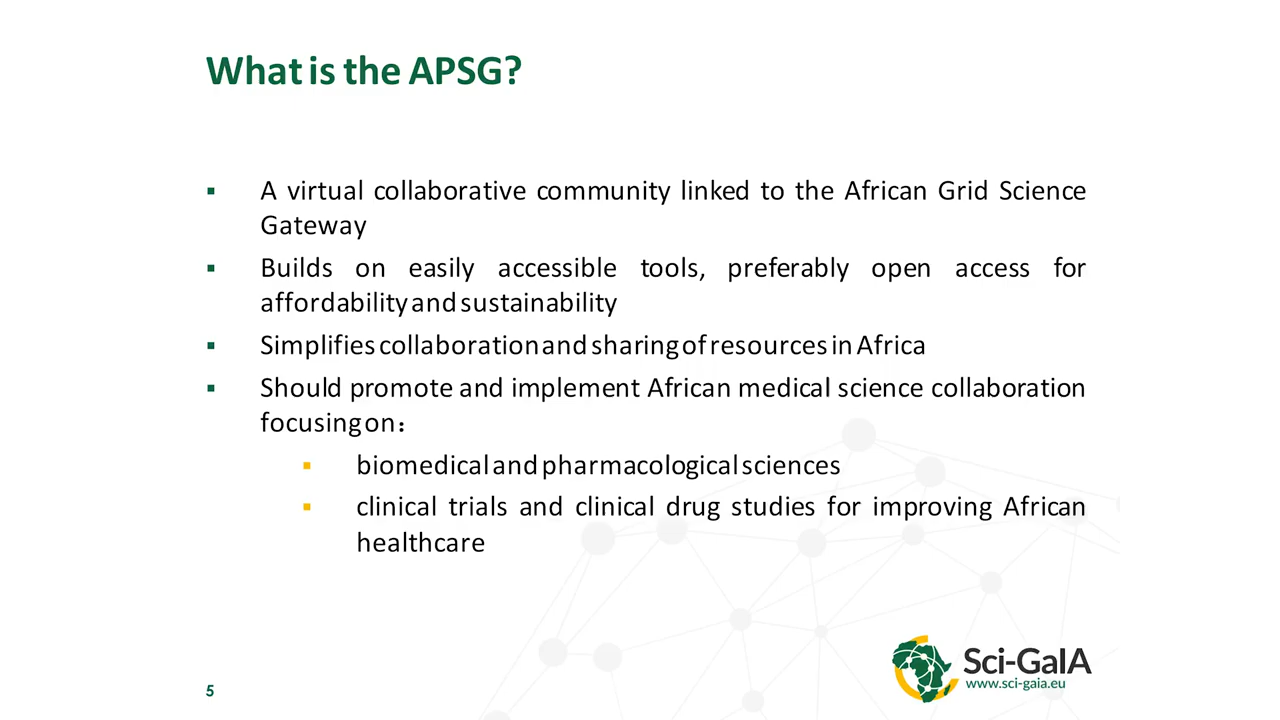 What is the APSG?
▪ A virtual collaborative community linked to the African Grid Science
Gateway
▪ Builds on easily accessible tools, preferably open access for
affordability and sustainability
▪ Simplifies collaboration and sharing of resources in Africa
▪ Should promote and implement African medical science collaboration
focusing on：
▪ biomedical and pharmacological sciences
▪ clinical trials and clinical drug studies for improving African
healthcare
Sci-GaIA
www.sci-gaia.eu
5